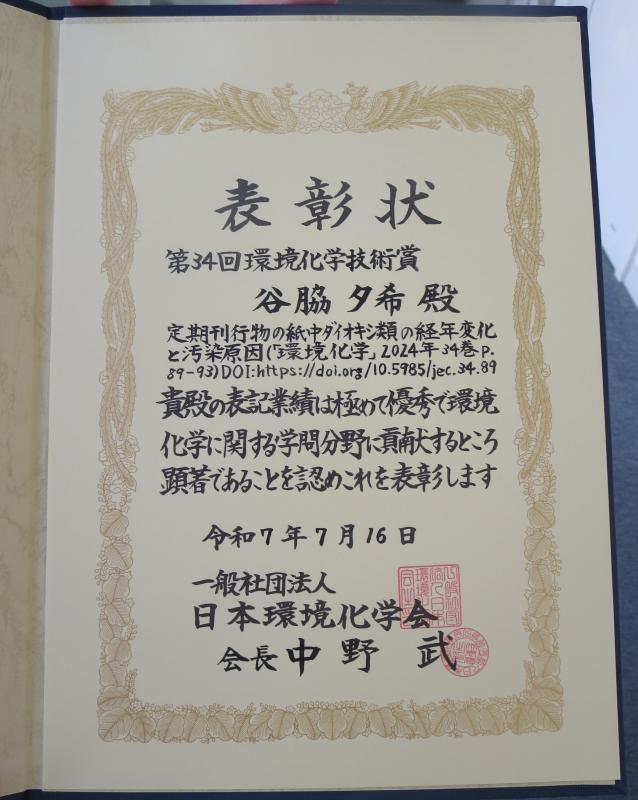 表彰状
第34回環境化学技術賞
谷脇 夕希 殿
定期刊行物の紙中ダイオキシン類の経年変化
と汚染原因(「環境化学」2024年34巻p.
89-93)DOI:https://doi.org/10.5985/jec.34.89
貴殿の表記業績は極めて優秀で環境
化学に関する学問分野に貢献するところ
顕著であることを認めこれを表彰します
令和7年7月16日
一般社団法人
日本環境化学会
会長 中野 武